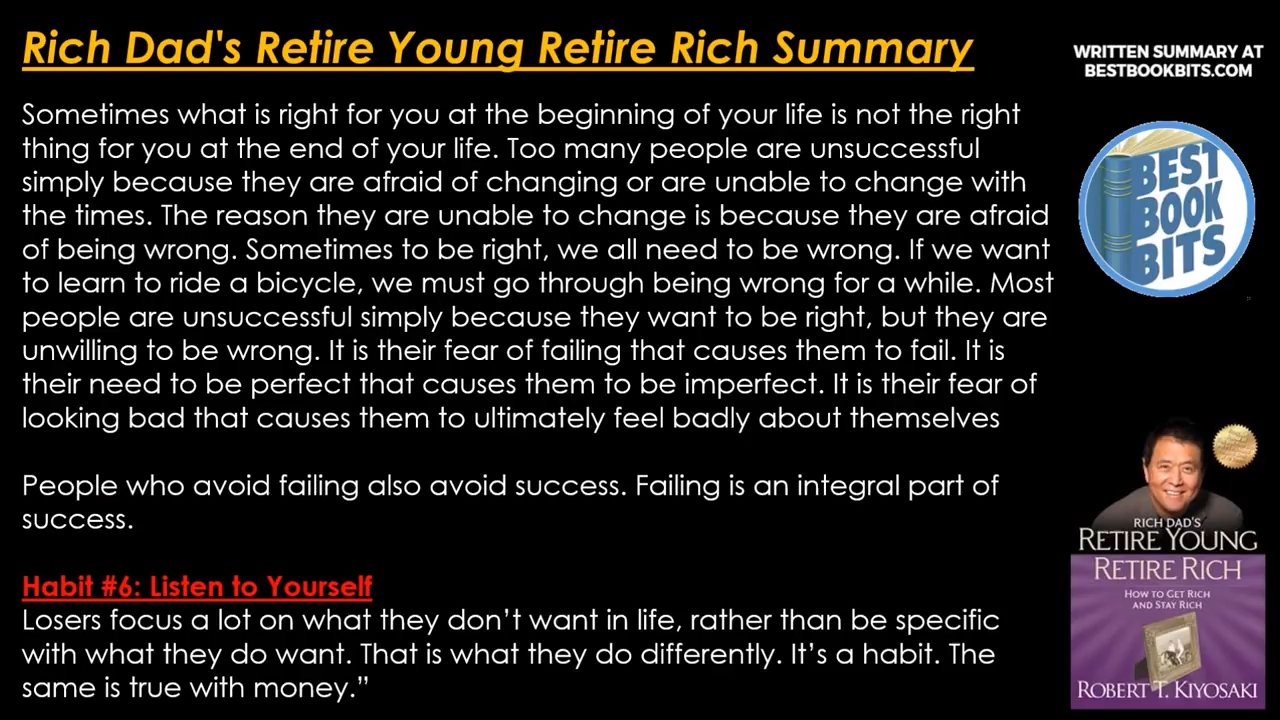 Rich Dad's Retire Young Retire Rich Summary
WRITTEN SUMMARY AT
BESTBOOKBITS.COM
Sometimes what is right for you at the beginning of your life is not the right
thing for you at the end of your life. Too many people are unsuccessful
simply because they are afraid of changing or are unable to change with
the times. The reason they are unable to change is because they are afraid
of being wrong. Sometimes to be right, we all need to be wrong. If we want
to learn to ride a bicycle, we must go through being wrong for a while. Most
people are unsuccessful simply because they want to be right, but they are
unwilling to be wrong. It is their fear of failing that causes them to fail. It is
their need to be perfect that causes them to be imperfect. It is their fear of
looking bad that causes them to ultimately feel badly about themselves
People who avoid failing also avoid success. Failing is an integral part of
success.
Habit #6: Listen to Yourself
Losers focus a lot on what they don’t want in life, rather than be specific
with what they do want. That is what they do differently. It’s a habit. The
same is true with money.”
BEST
BOOK
BITS
RICH DAD'S
RETIRE YOUNG
RETIRE RICH
HOW TO GET RICH
AND STAY RICH
ROBERT T. KIYOSAKI